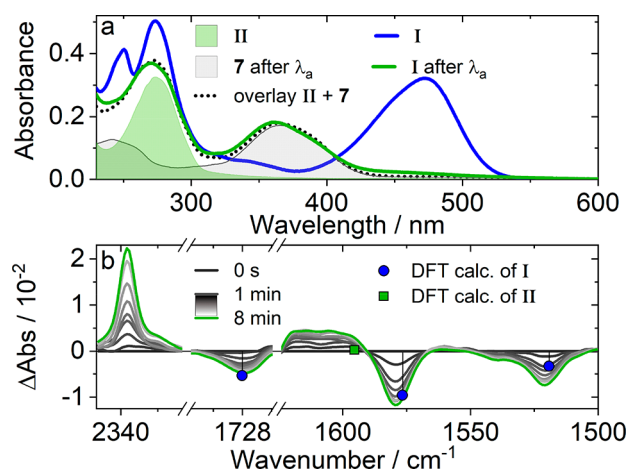 a
II
I
7 after λa
I after λa
overlay II + 7
Absorbance
0.4
0.2
0.0
300 400 500 600
Wavelength / nm
b
0 s
1 min
8 min
DFT calc. of I
DFT calc. of II
ΔAbs / 10⁻²
2
1
0
-1
2340 1728 1600 1550 1500
Wavenumber / cm⁻¹